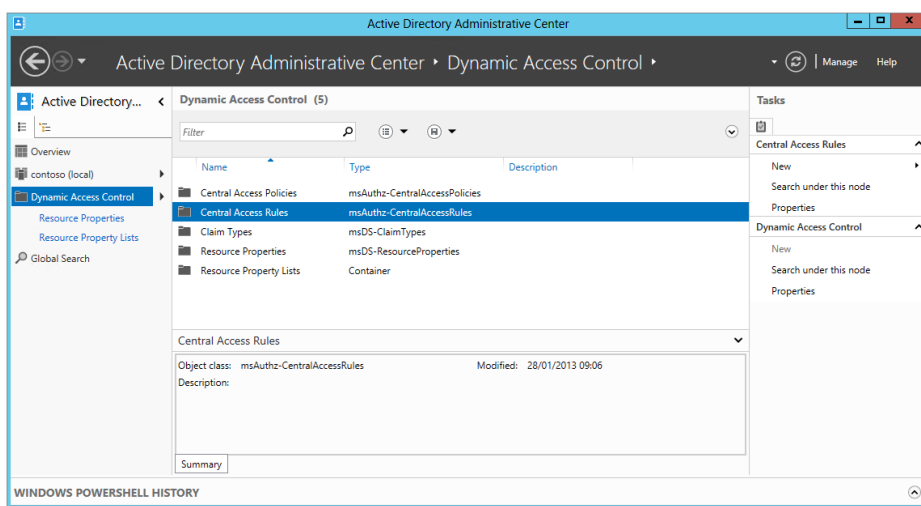 Active Directory Administrative Center
Active Directory Administrative Center ‣ Dynamic Access Control ‣
Manage
Help
Active Directory...
Overview
contoso (local)
Dynamic Access Control
Resource Properties
Resource Property Lists
Global Search
Dynamic Access Control (5)
Filter
Name Type Description
Central Access Policies msAuthz-CentralAccessPolicies
Central Access Rules msAuthz-CentralAccessRules
Claim Types msDS-ClaimTypes
Resource Properties msDS-ResourceProperties
Resource Property Lists Container
Central Access Rules
Object class: msAuthz-CentralAccessRules Modified: 28/01/2013 09:06
Description:
Summary
Tasks
Central Access Rules
New
Search under this node
Properties
Dynamic Access Control
New
Search under this node
Properties
WINDOWS POWERSHELL HISTORY